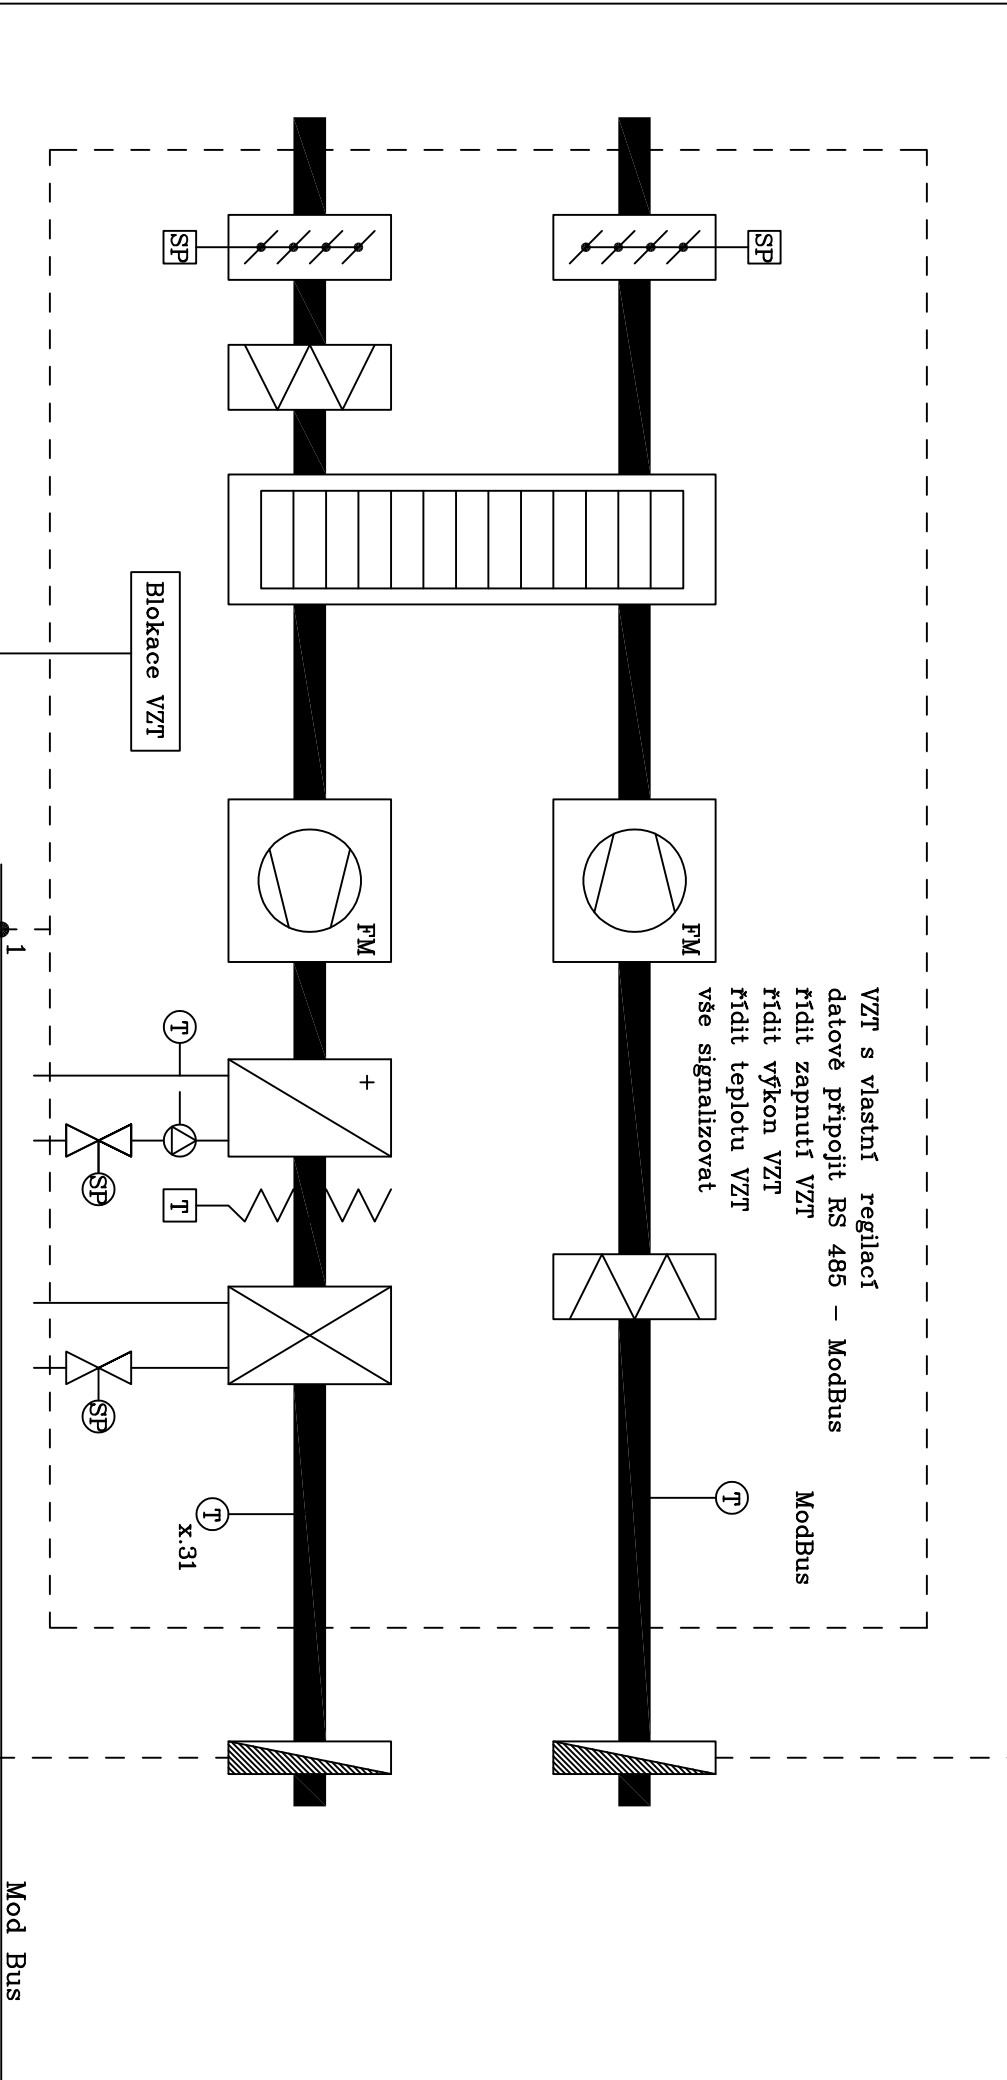 VZT s vlastní regilací
datově připojit RS 485 – ModBus
řídit zapnutí VZT
řídit výkon VZT
řídit teplotu VZT
vše signalizovat
ModBus
SP
FM
T
SP
FM
+
Blokace VZT
T
SP
T
SP
T
x.31
1
Mod Bus